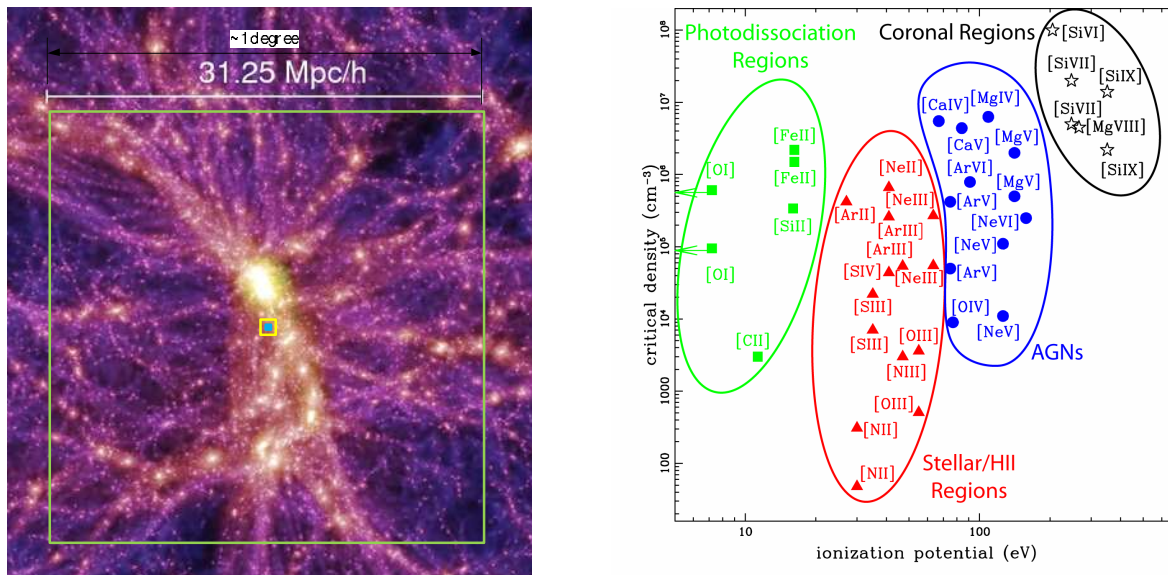 ~1degree
31.25 Mpc/h
Photodissociation
Regions
Coronal Regions
[SiVI]
[SiVII]
[SiIX]
[SiVII]
[MgVIII]
[SiIX]
[CaIV]
[MgIV]
[CaV]
[MgV]
[ArVI]
[MgV]
[ArV]
[NeVI]
[NeV]
[ArV]
[OIV]
[NeV]
AGNs
[FeII]
[FeII]
[OI]
[SiII]
[OI]
[CII]
[NeII]
[NeIII]
[ArII]
[ArIII]
[ArIII]
[SIV]
[NeIII]
[SIII]
[SIII]
[OIII]
[NIII]
[OIII]
[NII]
[NII]
Stellar/HII
Regions
critical density (cm⁻³)
10⁸
10⁷
10⁶
10⁵
10⁴
1000
100
10
100
ionization potential (eV)